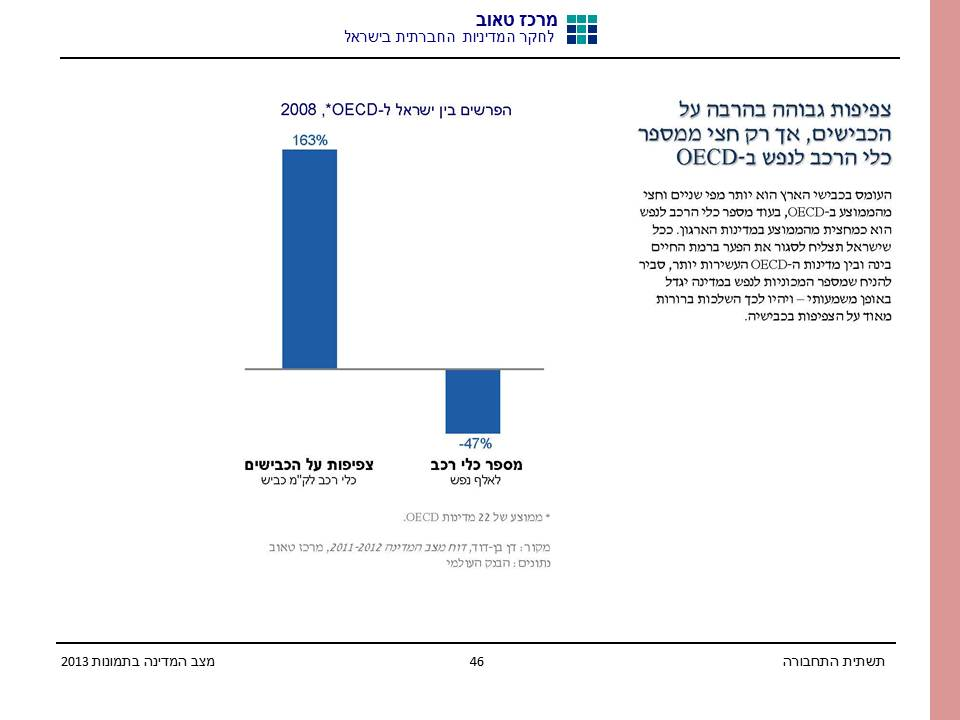 מרכז טאוב
לחקר המדיניות החברתית בישראל
צפיפות גבוהה בהרבה על
הכבישים, אך רק חצי ממספר
כלי הרכב לנפש ב-OECD
העומס בכבישי הארץ הוא יותר מפי שניים וחצי
מהממוצע ב-OECD, בעוד מספר כלי הרכב לנפש
הוא כמחצית מהממוצע במדינות הארגון. ככל
שישראל תצליח לסגור את הפער ברמת החיים
בינה ובין מדינות ה-OECD העשירות יותר, סביר
להניח שמספר המכוניות לנפש במדינה יגדל
באופן משמעותי – ויהיו לכך השלכות ברורות
מאוד על הצפיפות בכבישיה.
הפרשים בין ישראל ל-OECD*, 2008
163%
-47%
מספר כלי רכב
לאלף נפש
צפיפות על הכבישים
כלי רכב לק"מ כביש
* ממוצע של 22 מדינות OECD.
מקור: דן בן-דוד, דוח מצב המדינה 2011-2012, מרכז טאוב
נתונים: הבנק העולמי
תשתית התחבורה
46
מצב המדינה בתמונות 2013